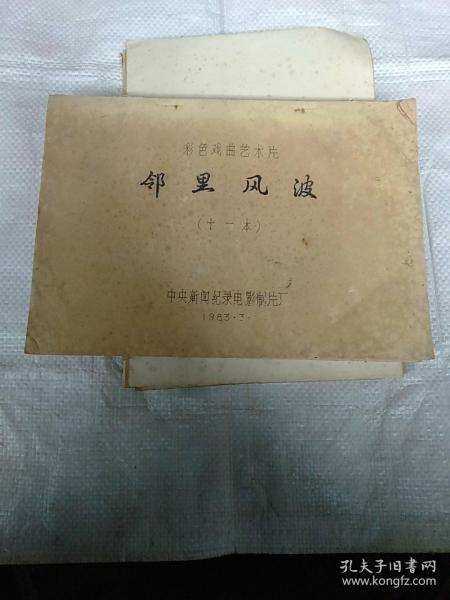 彩色戏曲艺术片
邻里风波
(十一本)
中央新闻纪录电影制片厂
1983·3·
孔夫子旧书网
www.kongfz.com